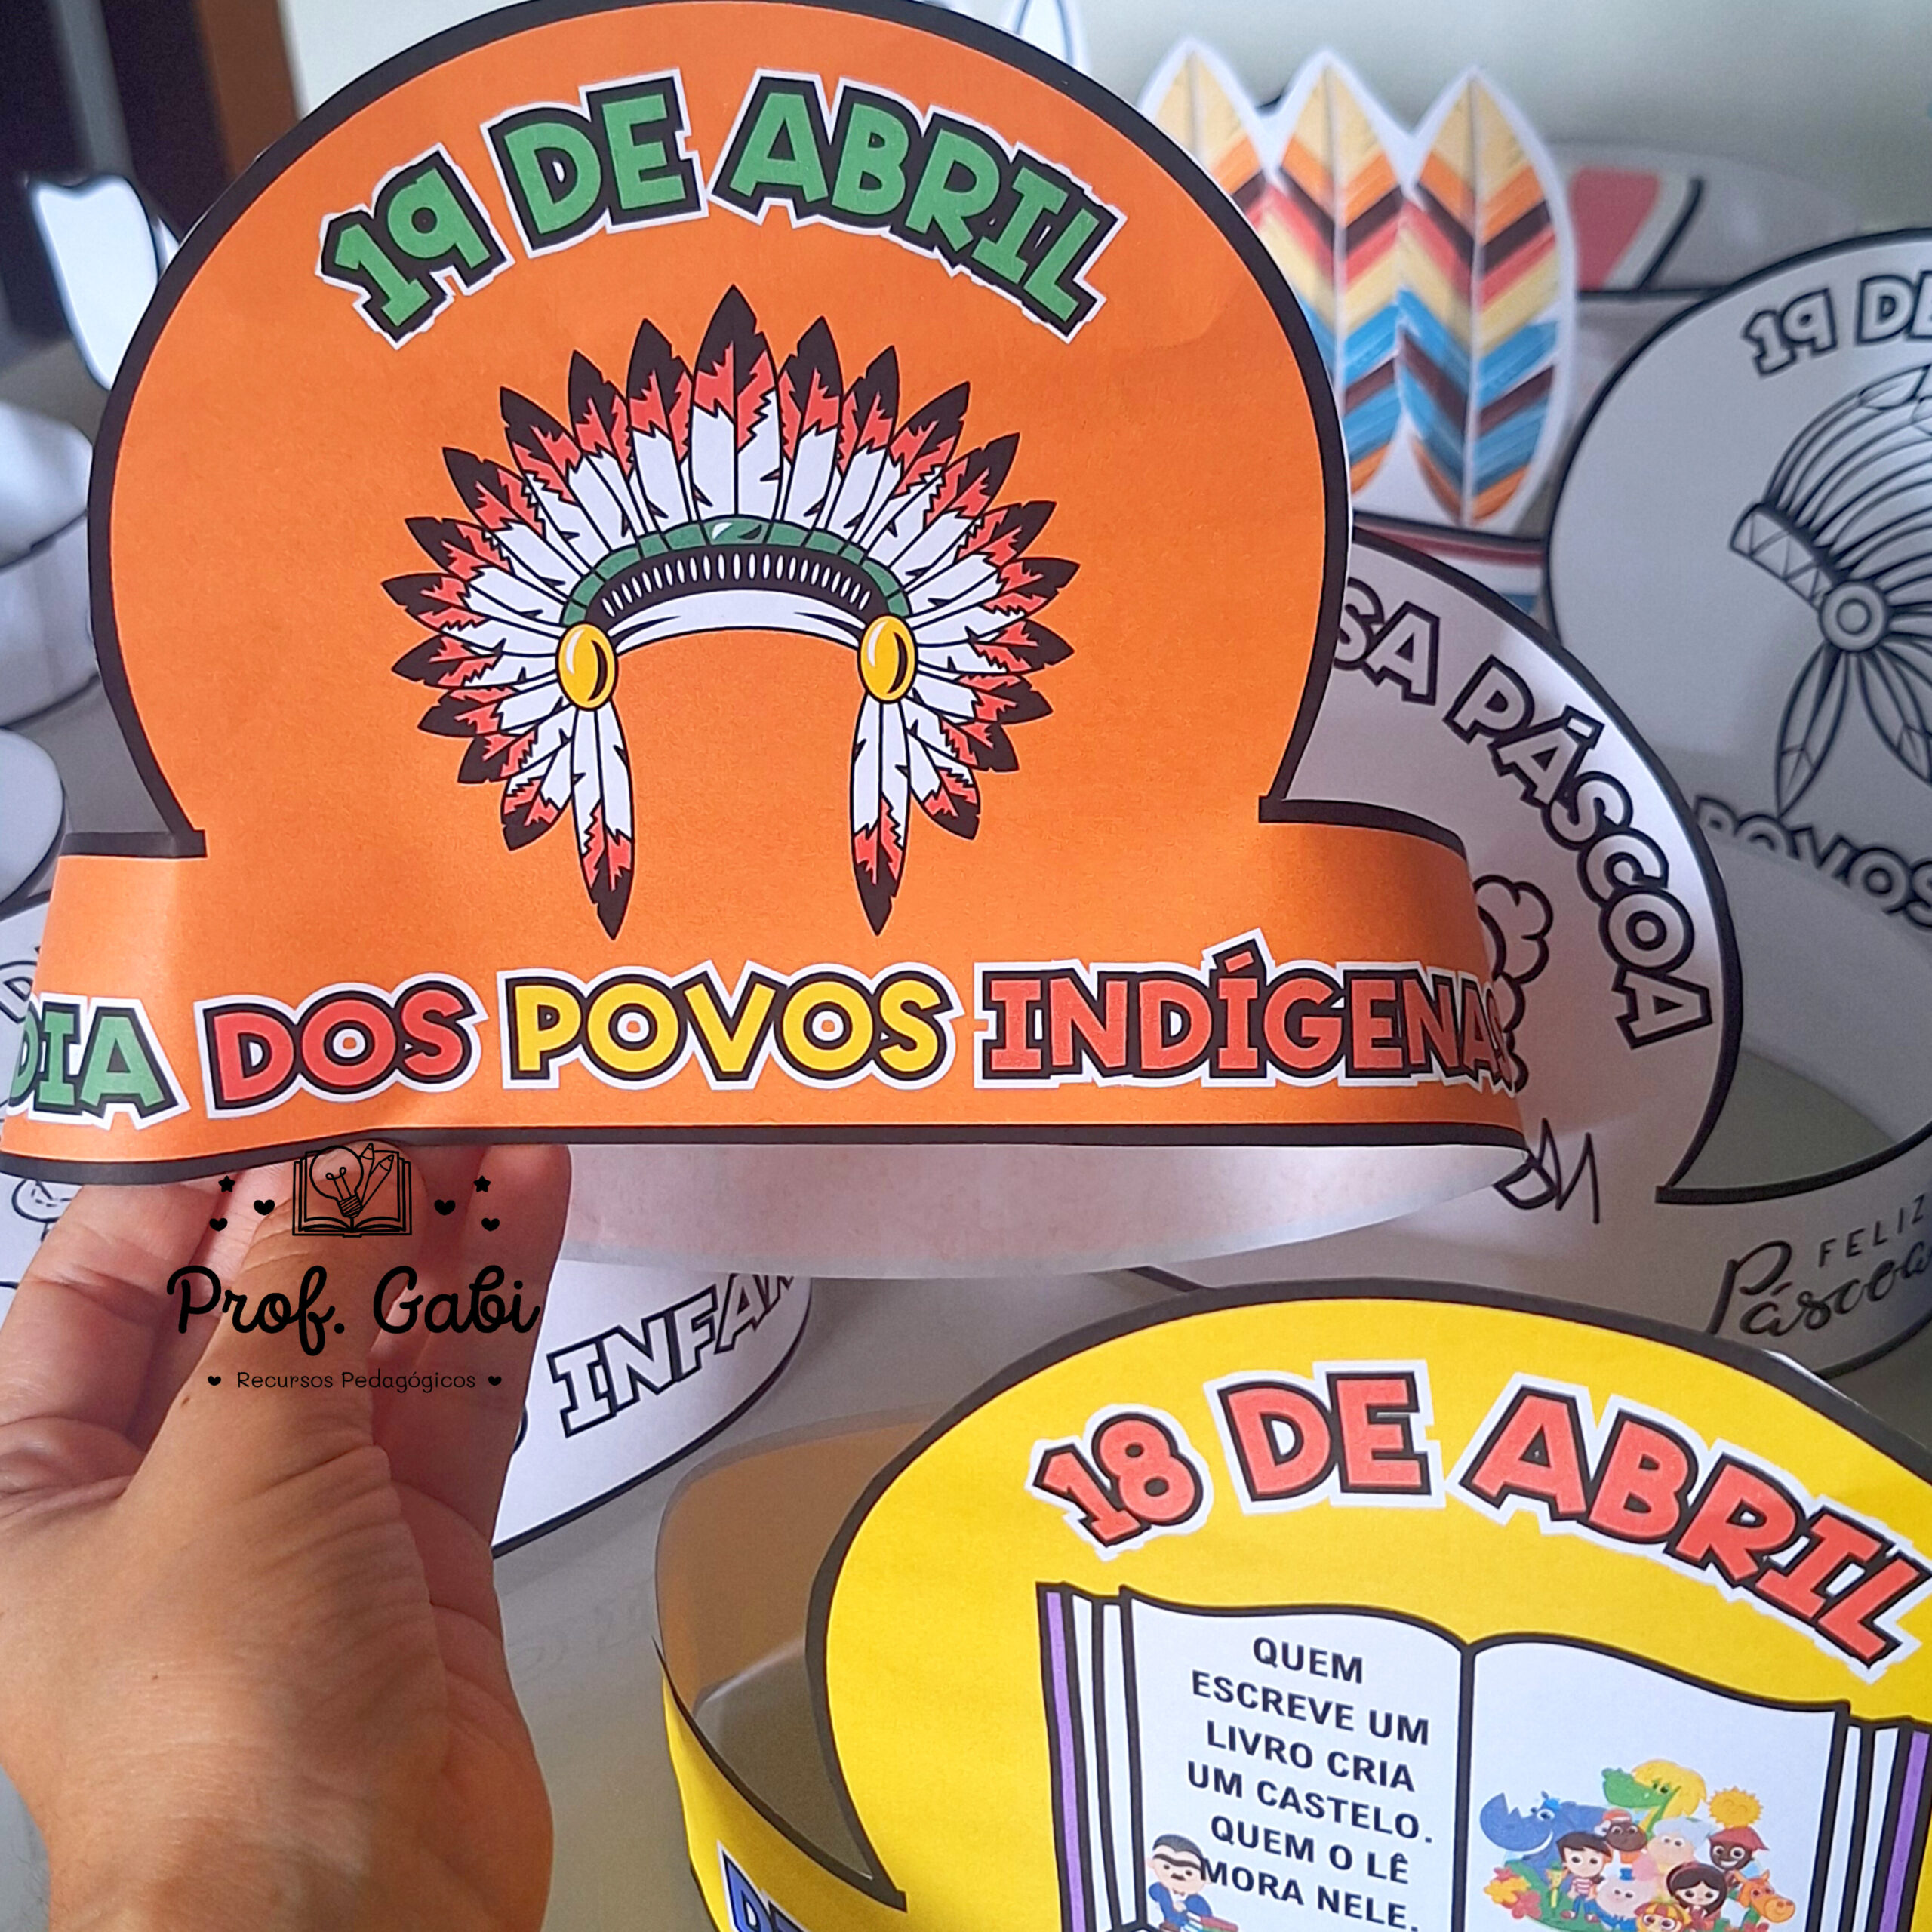 19 DE ABRIL
DIA DOS POVOS INDÍGENAS
19 DE
POVOS
SA PÁSCOA
FELIZ
Páscoa
Prof. Gabi
Recursos Pedagógicos
INFAN
18 DE ABRIL
QUEM
ESCREVE UM
LIVRO CRIA
UM CASTELO.
QUEM O LÊ
MORA NELE.